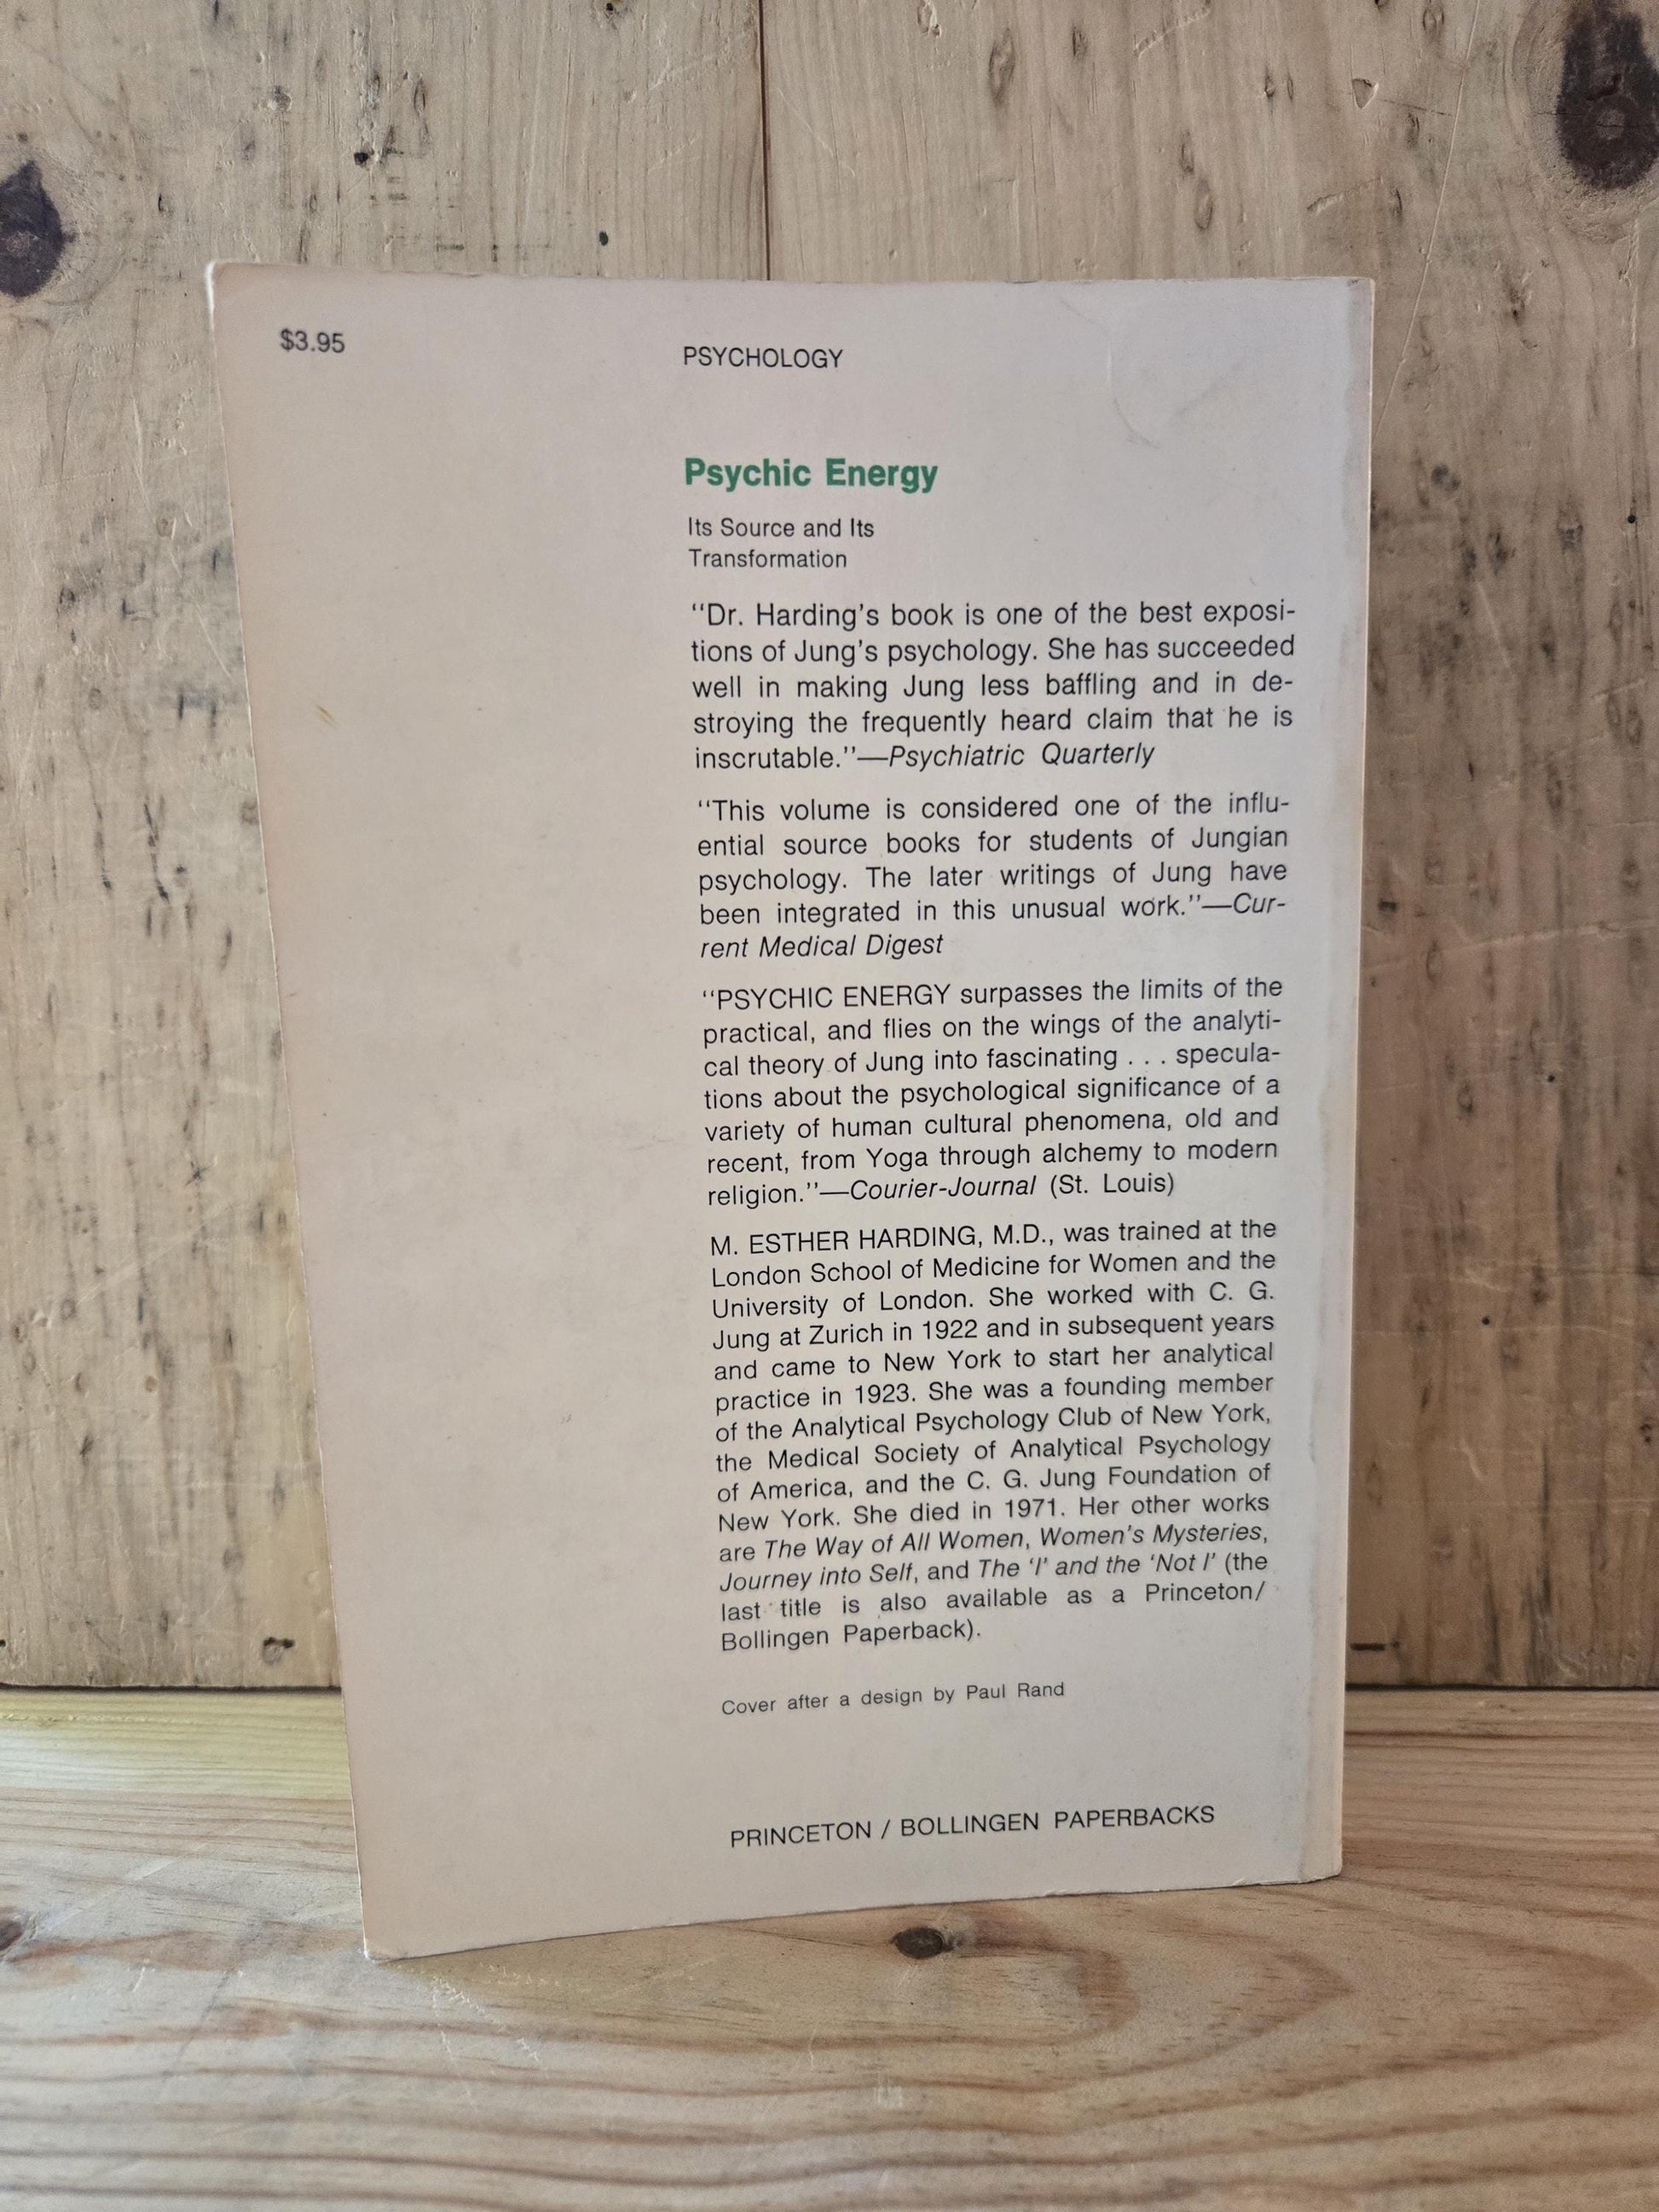 $3.95
PSYCHOLOGY
Psychic Energy
Its Source and Its
Transformation
‘‘Dr. Harding’s book is one of the best exposi-
tions of Jung’s psychology. She has succeeded
well in making Jung less baffling and in de-
stroying the frequently heard claim that he is
inscrutable.’’—Psychiatric Quarterly
‘‘This volume is considered one of the influ-
ential source books for students of Jungian
psychology. The later writings of Jung have
been integrated in this unusual work.’’—Cur-
rent Medical Digest
‘‘PSYCHIC ENERGY surpasses the limits of the
practical, and flies on the wings of the analyti-
cal theory of Jung into fascinating . . . specula-
tions about the psychological significance of a
variety of human cultural phenomena, old and
recent, from Yoga through alchemy to modern
religion.’’—Courier-Journal (St. Louis)
M. ESTHER HARDING, M.D., was trained at the
London School of Medicine for Women and the
University of London. She worked with C. G.
Jung at Zurich in 1922 and in subsequent years
and came to New York to start her analytical
practice in 1923. She was a founding member
of the Analytical Psychology Club of New York,
the Medical Society of Analytical Psychology
of America, and the C. G. Jung Foundation of
New York. She died in 1971. Her other works
are The Way of All Women, Women’s Mysteries,
Journey into Self, and The ‘I’ and the ‘Not I’ (the
last title is also available as a Princeton/
Bollingen Paperback).
Cover after a design by Paul Rand
PRINCETON / BOLLINGEN PAPERBACKS